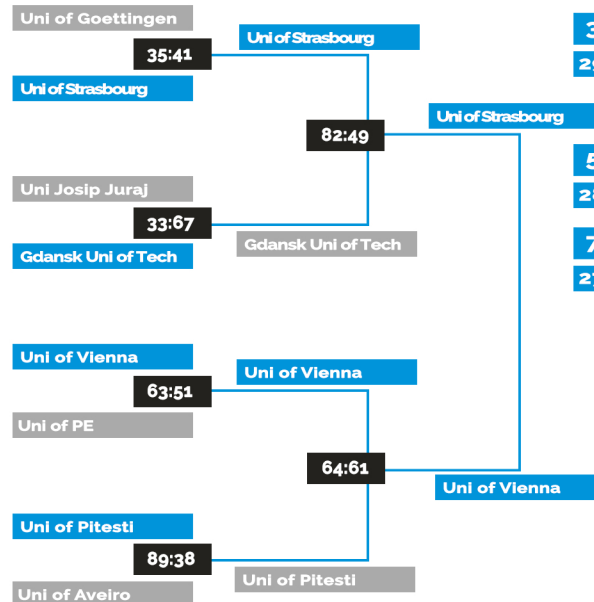 Uni of Goettingen
35:41
Uni of Strasbourg
Uni of Strasbourg
82:49
Uni of Strasbourg
Uni Josip Juraj
33:67
Gdansk Uni of Tech
Gdansk Uni of Tech
Uni of Vienna
63:51
Uni of PE
Uni of Vienna
64:61
Uni of Vienna
Uni of Pitesti
89:38
Uni of Aveiro
Uni of Pitesti